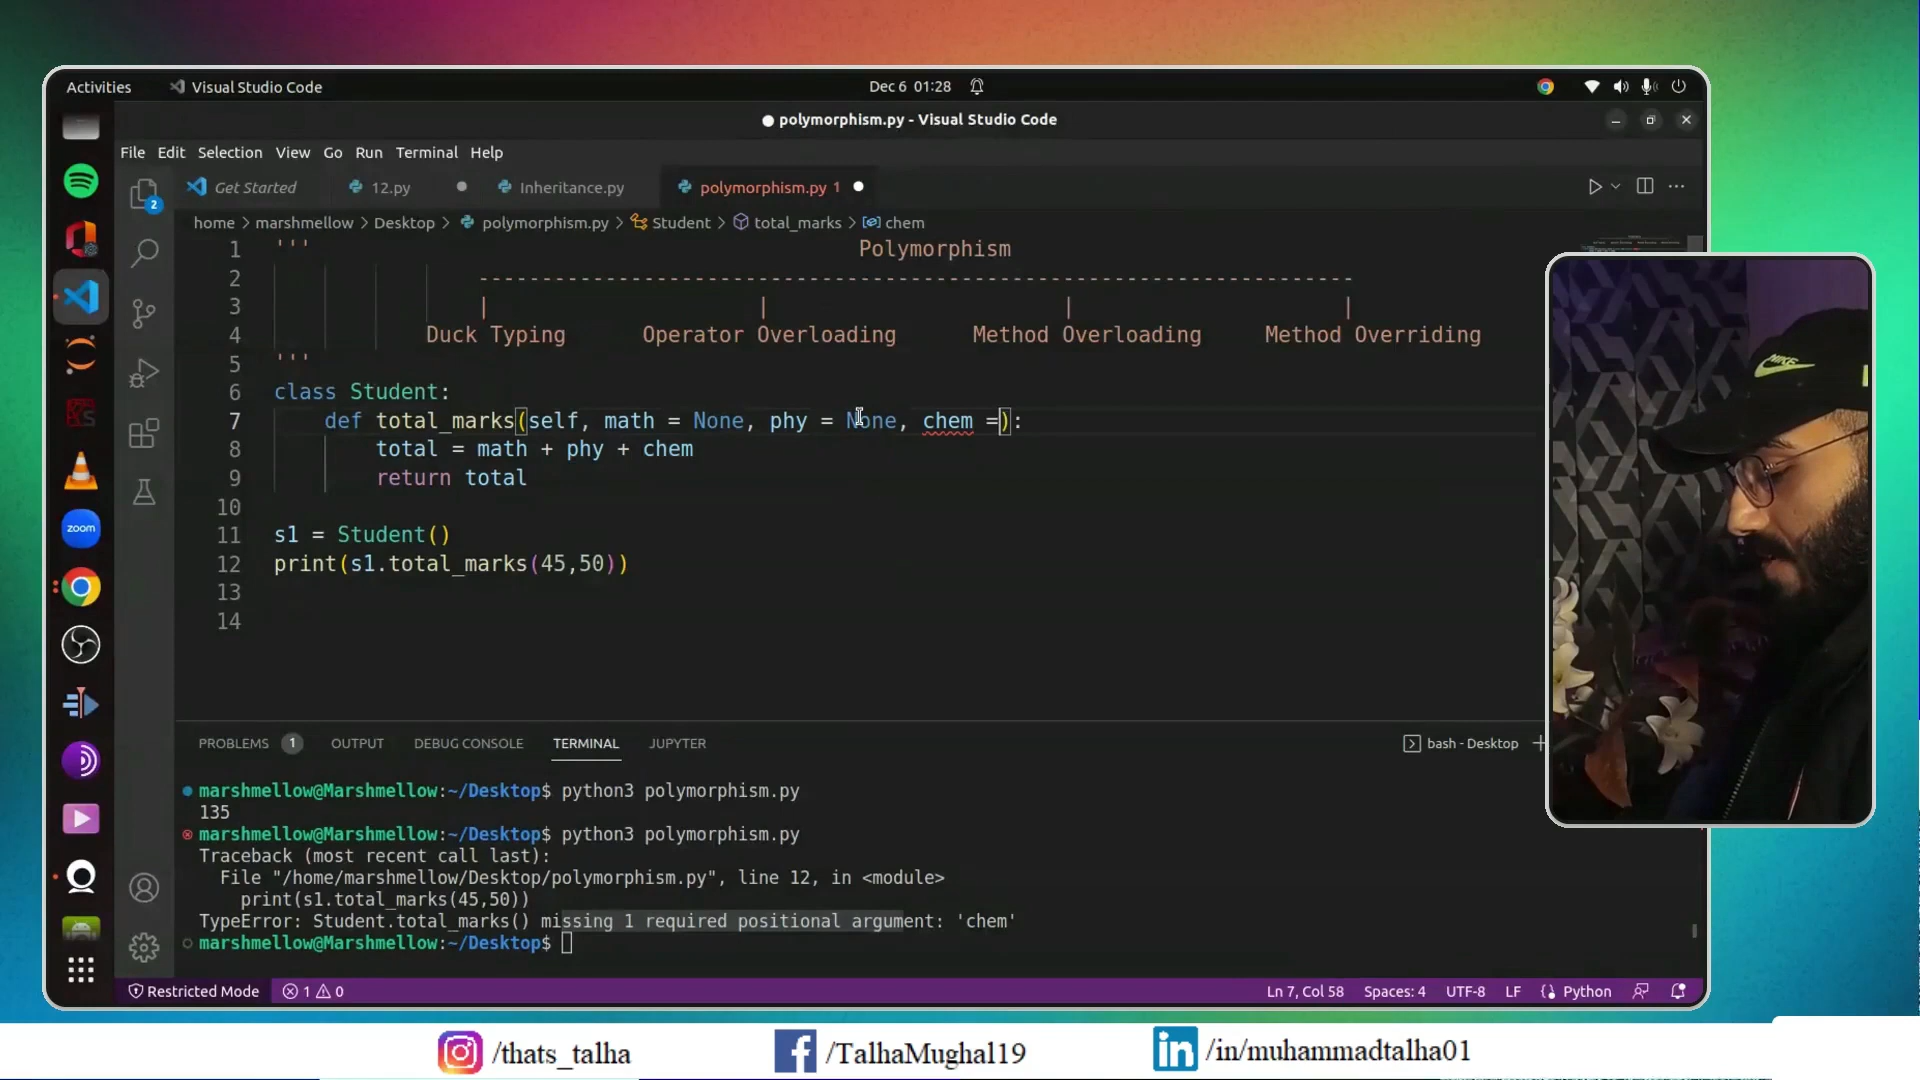 Activities
Visual Studio Code
Dec 6 01:28
polymorphism.py - Visual Studio Code
File Edit Selection View Go Run Terminal Help
Get Started
12.py
Inheritance.py
polymorphism.py 1
2
home > marshmellow > Desktop > polymorphism.py > Student > total_marks > chem
1 ''' Polymorphism
2 ---------------------------------------------------------------------
3 | | | |
4 Duck Typing Operator Overloading Method Overloading Method Overriding
5 '''
6 class Student:
7 def total_marks(self, math = None, phy = None, chem =):
8 total = math + phy + chem
9 return total
10
11 s1 = Student()
12 print(s1.total_marks(45,50))
13
14
zoom
NIKE
PROBLEMS 1 OUTPUT DEBUG CONSOLE TERMINAL JUPYTER
bash - Desktop
marshmellow@Marshmellow:~/Desktop$ python3 polymorphism.py
135
marshmellow@Marshmellow:~/Desktop$ python3 polymorphism.py
Traceback (most recent call last):
File "/home/marshmellow/Desktop/polymorphism.py", line 12, in <module>
print(s1.total_marks(45,50))
TypeError: Student.total_marks() missing 1 required positional argument: 'chem'
marshmellow@Marshmellow:~/Desktop$
Restricted Mode 1 0
Ln 7, Col 58 Spaces: 4 UTF-8 LF Python
/thats_talha
/TalhaMughal19
in /in/muhammadtalha01